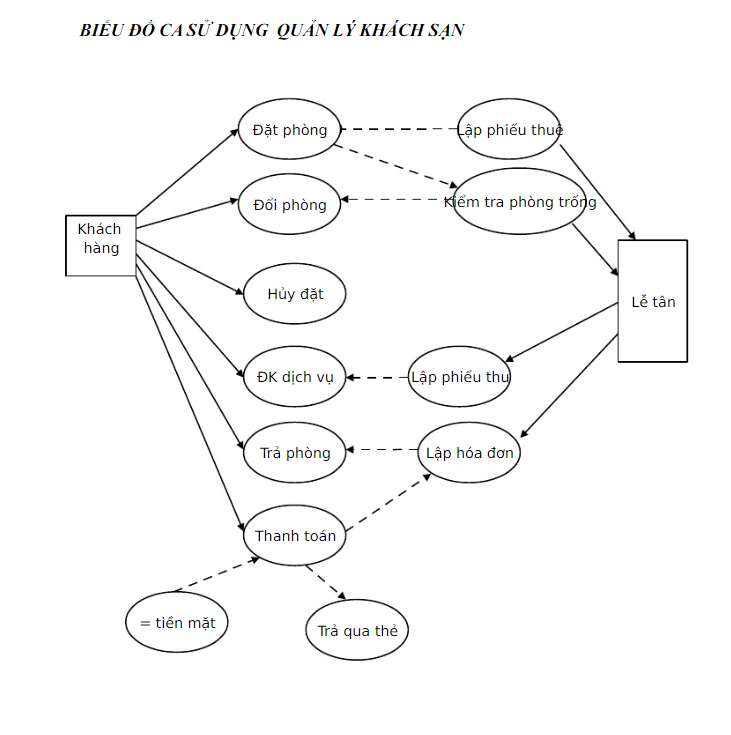 BIỂU ĐỒ CA SỬ DỤNG QUẢN LÝ KHÁCH SẠN
Đặt phòng
Lập phiếu thuê
Đổi phòng
Kiểm tra phòng trống
Khách
hàng
Hủy đặt
Lễ tân
ĐK dịch vụ
Lập phiếu thu
Trả phòng
Lập hóa đơn
Thanh toán
= tiền mặt
Trả qua thẻ